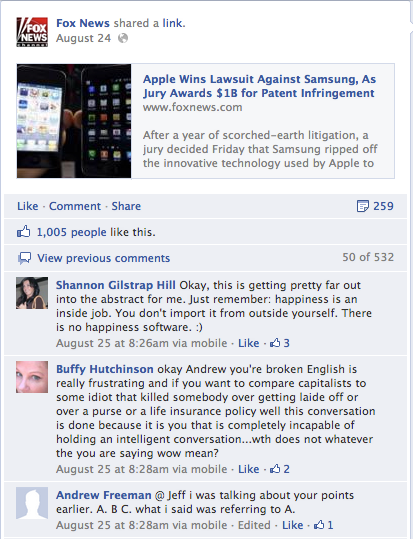 FOX
NEWS
channel
Fox News shared a link.
August 24
Apple Wins Lawsuit Against Samsung, As
Jury Awards $1B for Patent Infringement
www.foxnews.com
After a year of scorched-earth litigation, a
jury decided Friday that Samsung ripped off
the innovative technology used by Apple to
Like · Comment · Share
259
1,005 people like this.
View previous comments
50 of 532
Shannon Gilstrap Hill Okay, this is getting pretty far out
into the abstract for me. Just remember: happiness is an
inside job. You don't import it from outside yourself. There
is no happiness software. :)
August 25 at 8:26am via mobile · Like · 3
Buffy Hutchinson okay Andrew you're broken English is
really frustrating and if you want to compare capitalists to
some idiot that killed somebody over getting laide off or
over a purse or a life insurance policy well this conversation
is done because it is you that is completely incapable of
holding an intelligent conversation...wth does not whatever
the you are saying wow mean?
August 25 at 8:28am via mobile · Like · 2
Andrew Freeman @ Jeff i was talking about your points
earlier. A. B. C. what i said was referring to A.
August 25 at 8:28am via mobile · Edited · Like · 1